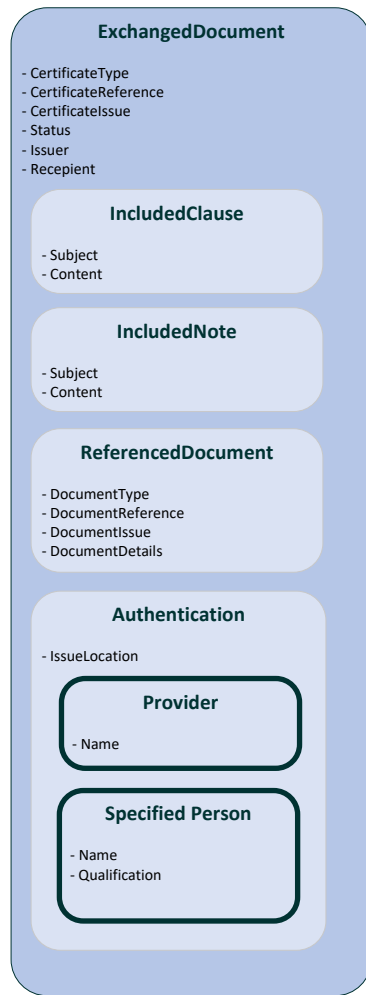 ExchangedDocument
- CertificateType
- CertificateReference
- CertificateIssue
- Status
- Issuer
- Recepient
IncludedClause
- Subject
- Content
IncludedNote
- Subject
- Content
ReferencedDocument
- DocumentType
- DocumentReference
- DocumentIssue
- DocumentDetails
Authentication
- IssueLocation
Provider
- Name
Specified Person
- Name
- Qualification